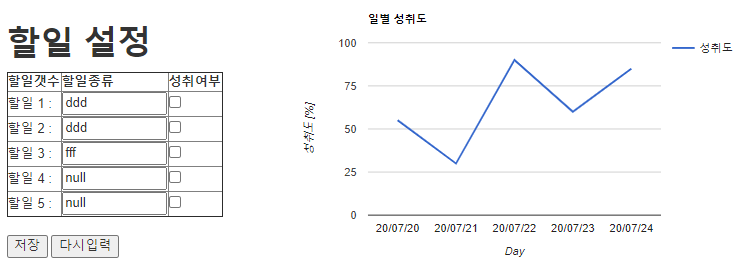 할일 설정
할일갯수 할일종류 성취여부
할일 1 : ddd
할일 2 : ddd
할일 3 : fff
할일 4 : null
할일 5 : null
저장 다시입력
일별 성취도
성취도
성취도 [%]
100
75
50
25
0
20/07/20 20/07/21 20/07/22 20/07/23 20/07/24
Day